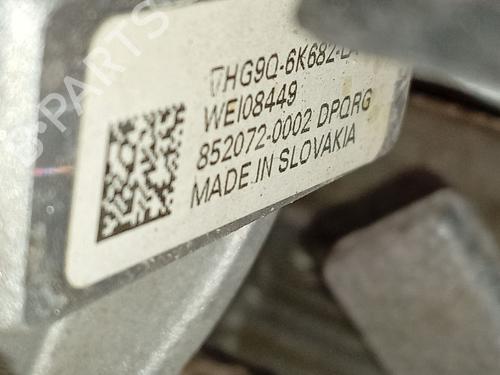 HG9Q-6K682-
WEI08449
852072-0002 DPQRG
MADE IN SLOVAKIA
B-PARTS